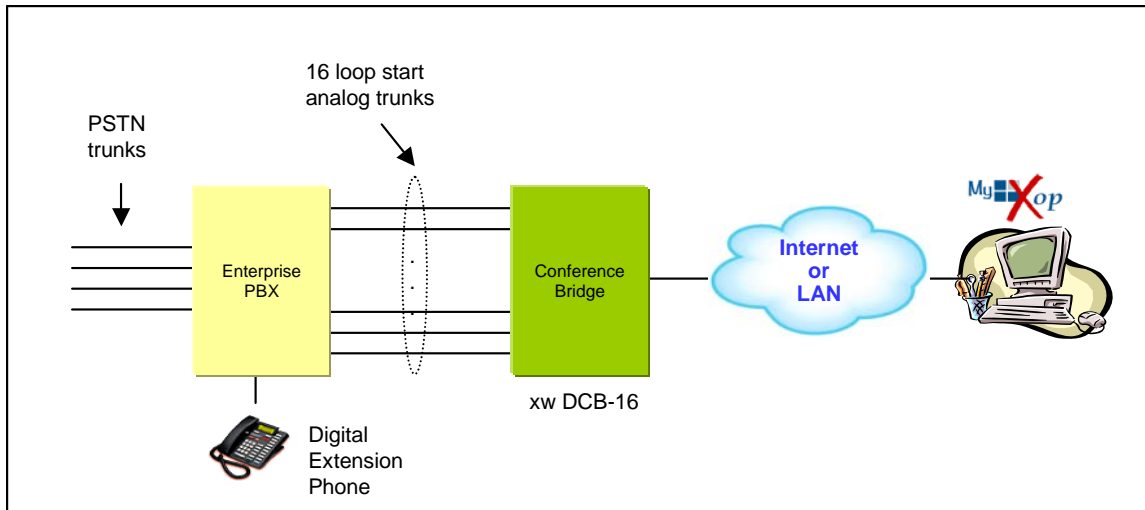 16 loop start
analog trunks
PSTN
trunks
My Xop
Enterprise
PBX
Conference
Bridge
Internet
or
LAN
xw DCB-16
Digital
Extension
Phone